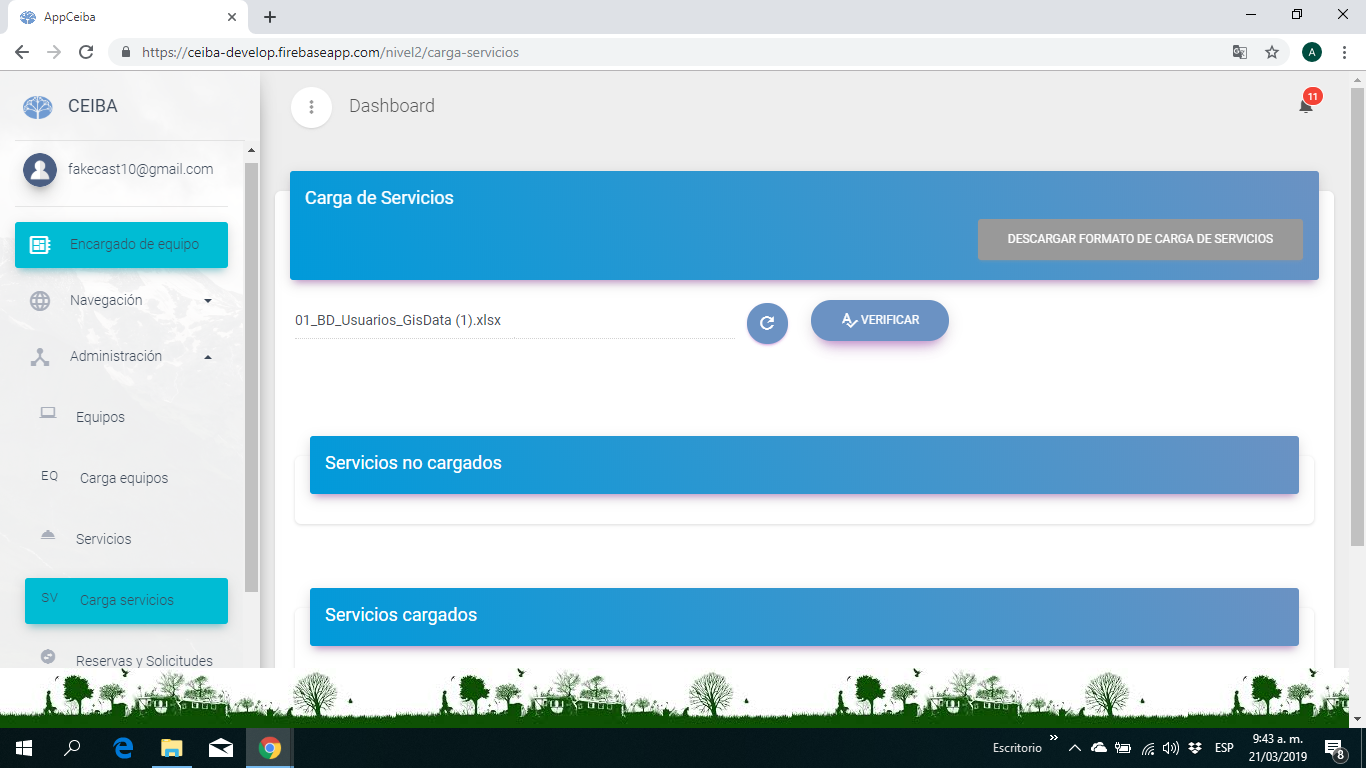 AppCeiba
https://ceiba-develop.firebaseapp.com/nivel2/carga-servicios
A
CEIBA
Dashboard
11
fakecast10@gmail.com
Encargado de equipo
Navegación
Administración
Equipos
EQ Carga equipos
Servicios
SV Carga servicios
Reservas y Solicitudes
Carga de Servicios
DESCARGAR FORMATO DE CARGA DE SERVICIOS
01_BD_Usuarios_GisData (1).xlsx
VERIFICAR
Servicios no cargados
Servicios cargados
Escritorio
ESP
9:43 a. m.
21/03/2019
8